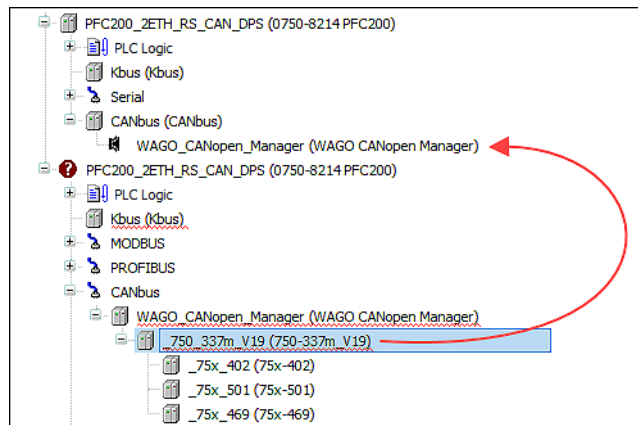 PFC200_2ETH_RS_CAN_DPS (0750-8214 PFC200)
PLC Logic
Kbus (Kbus)
Serial
CANbus (CANbus)
WAGO_CANopen_Manager (WAGO CANopen Manager)
PFC200_2ETH_RS_CAN_DPS (0750-8214 PFC200)
PLC Logic
Kbus (Kbus)
MODBUS
PROFIBUS
CANbus
WAGO_CANopen_Manager (WAGO CANopen Manager)
_750_337m_V19 (750-337m_V19)
_75x_402 (75x-402)
_75x_501 (75x-501)
_75x_469 (75x-469)